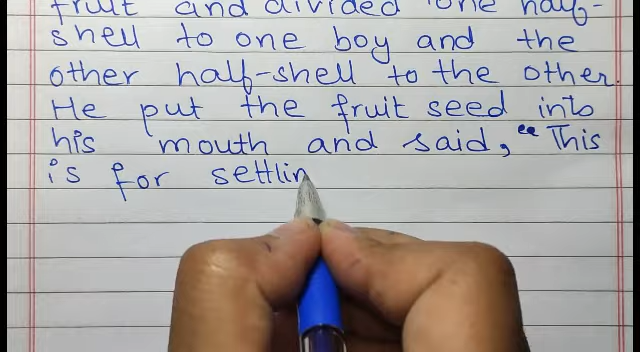 fruit and divided one half-
shell to one boy and the
other half-shell to the other.
He put the fruit seed into
his mouth and said, "This
is for settlin